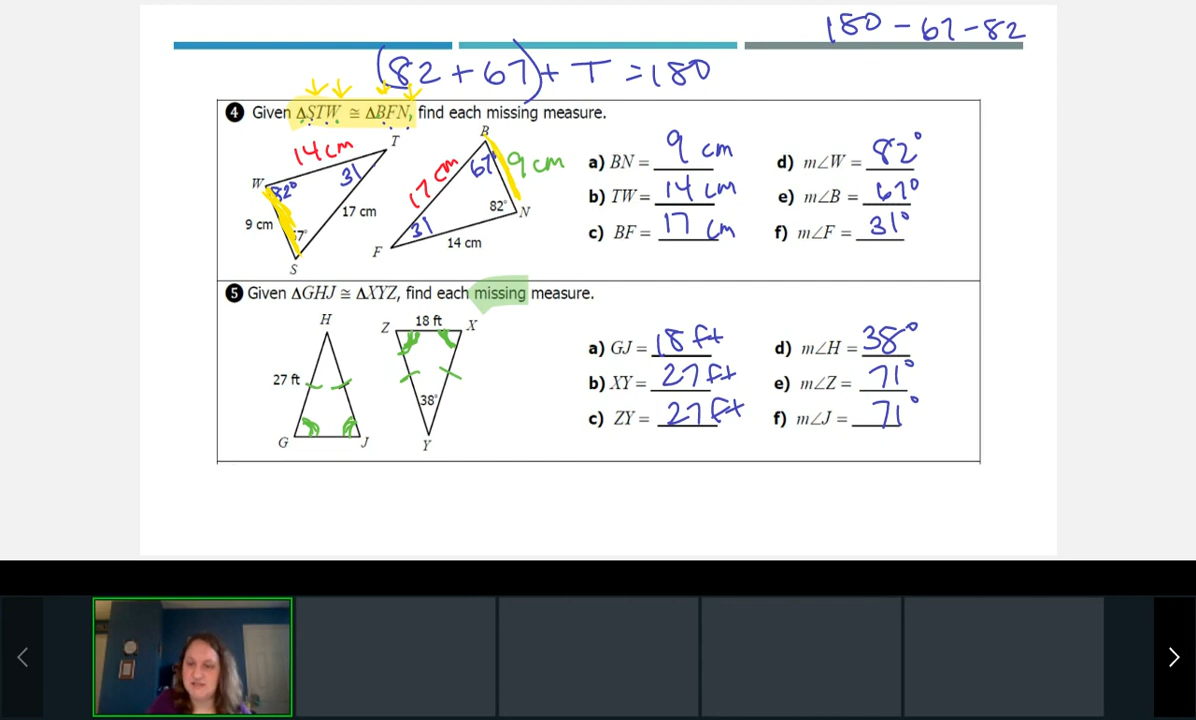 180 - 67 - 82
(82 + 67) + T = 180
4 Given ΔSTW ≅ ΔBFN, find each missing measure.
14 cm
T
W
82°
31
9 cm
17 cm
7°
S
B
17 cm
67°
9 cm
82°
N
31
F
14 cm
a) BN = 9 cm
b) TW = 14 cm
c) BF = 17 cm
d) m∠W = 82°
e) m∠B = 67°
f) m∠F = 31°
5 Given ΔGHJ ≅ ΔXYZ, find each missing measure.
H
27 ft
G
J
Z
18 ft
X
38°
Y
a) GJ = 18 ft
b) XY = 27 ft
c) ZY = 27 ft
d) m∠H = 38°
e) m∠Z = 71°
f) m∠J = 71°